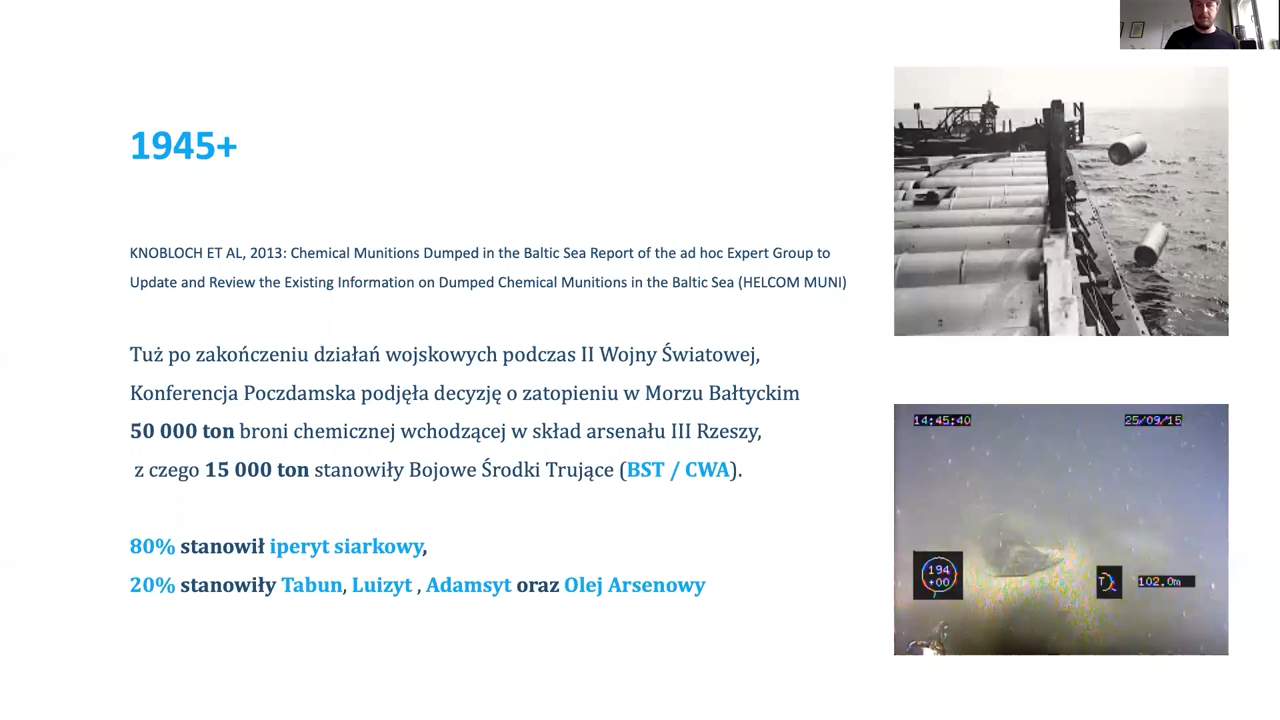 1945+
KNOBLOCH ET AL, 2013: Chemical Munitions Dumped in the Baltic Sea Report of the ad hoc Expert Group to
Update and Review the Existing Information on Dumped Chemical Munitions in the Baltic Sea (HELCOM MUNI)
Tuż po zakończeniu działań wojskowych podczas II Wojny Światowej,
Konferencja Poczdamska podjęła decyzję o zatopieniu w Morzu Bałtyckim
50 000 ton broni chemicznej wchodzącej w skład arsenału III Rzeszy,
z czego 15 000 ton stanowiły Bojowe Środki Trujące (BST / CWA).
80% stanowił iperyt siarkowy,
20% stanowiły Tabun, Luizyt , Adamsyt oraz Olej Arsenowy
14:45:40
25/09/15
194
+00
T
102.0m